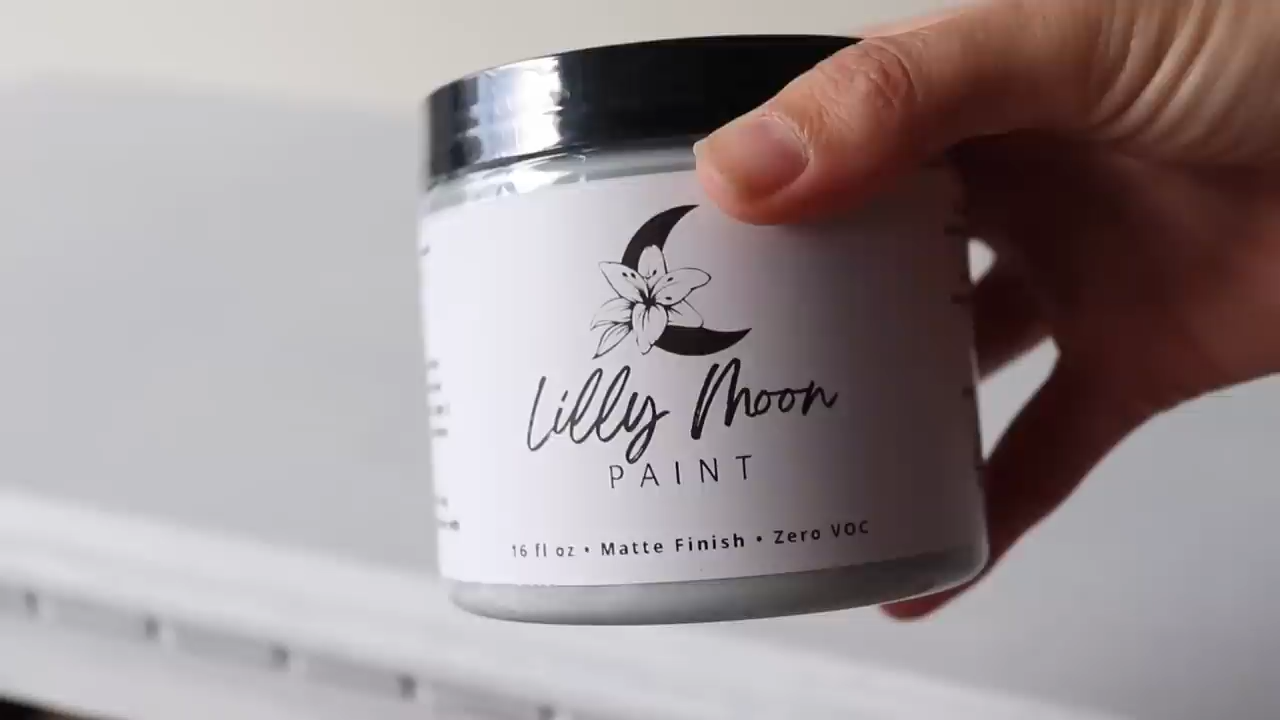 Lilly Moon
PAINT
16 fl oz • Matte Finish • Zero VOC